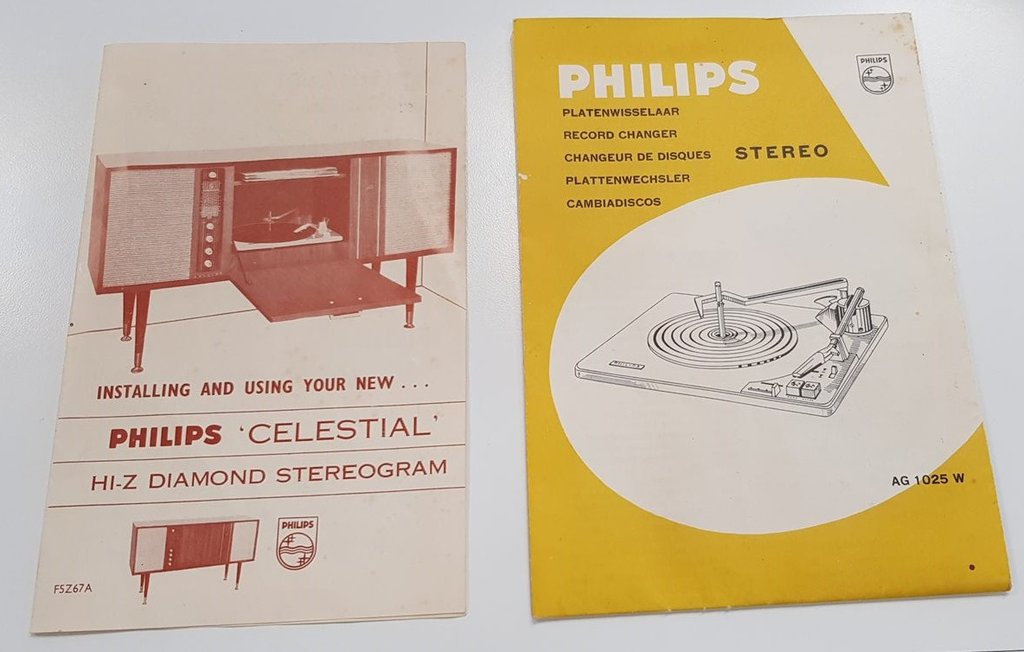 INSTALLING AND USING YOUR NEW...
PHILIPS 'CELESTIAL'
HI-Z DIAMOND STEREOGRAM
PHILIPS
F5Z67A
PHILIPS
PHILIPS
PLATENWISSELAAR
RECORD CHANGER
CHANGEUR DE DISQUES STEREO
PLATTENWECHSLER
CAMBIADISCOS
PHILIPS
AG 1025 W